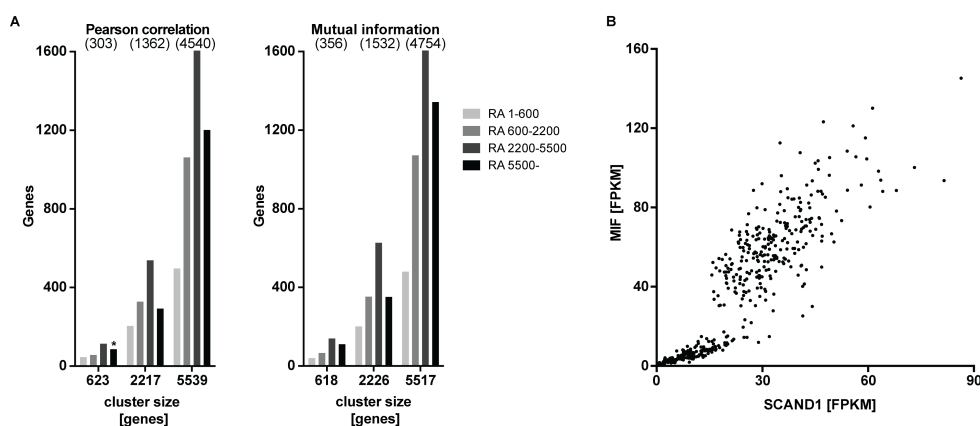 A
Pearson correlation
(303) (1362) (4540)
1600
1200
800
400
0
Genes
*
623 2217 5539
cluster size
[genes]
Mutual information
(356) (1532) (4754)
1600
1200
800
400
0
Genes
618 2226 5517
cluster size
[genes]
RA 1-600
RA 600-2200
RA 2200-5500
RA 5500-
B
160
120
80
40
0
MIF [FPKM]
0 30 60 90
SCAND1 [FPKM]